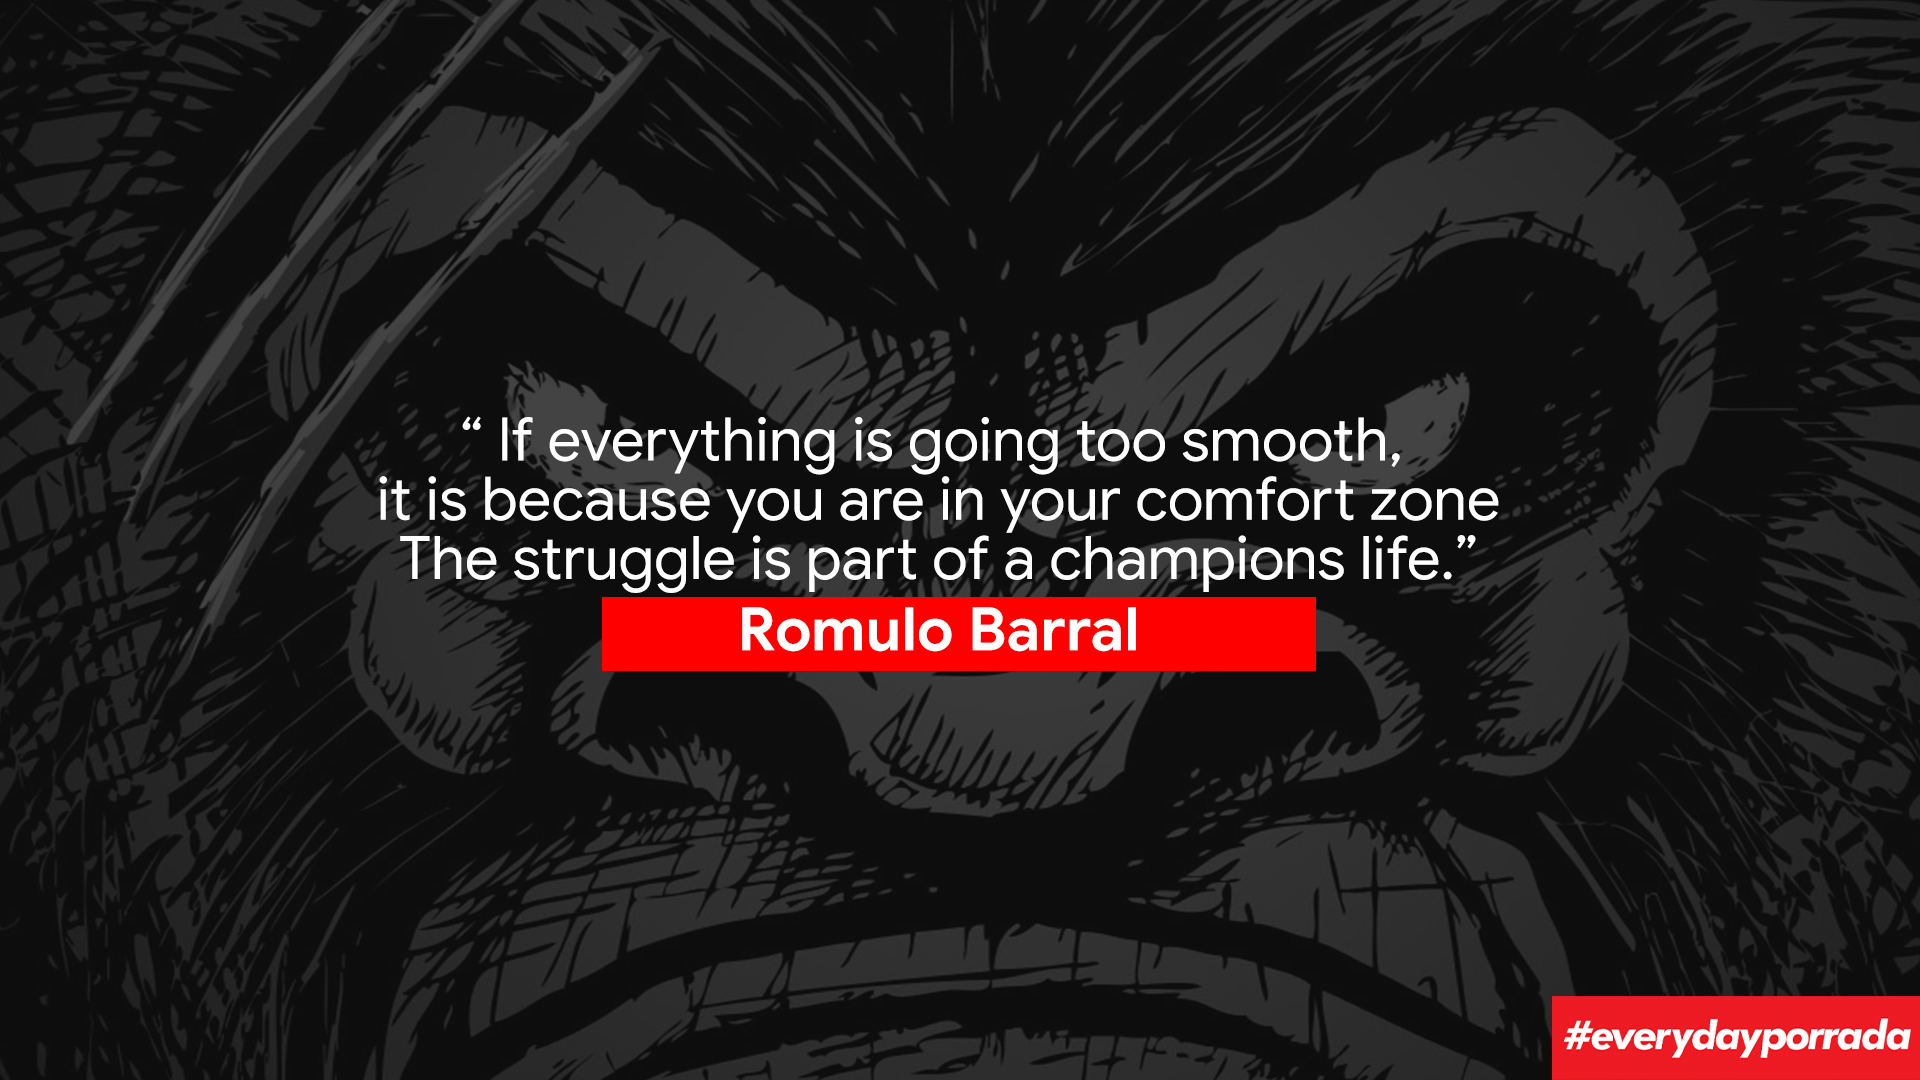 “ If everything is going too smooth,
it is because you are in your comfort zone
The struggle is part of a champions life.”
Romulo Barral
#everydayporrada